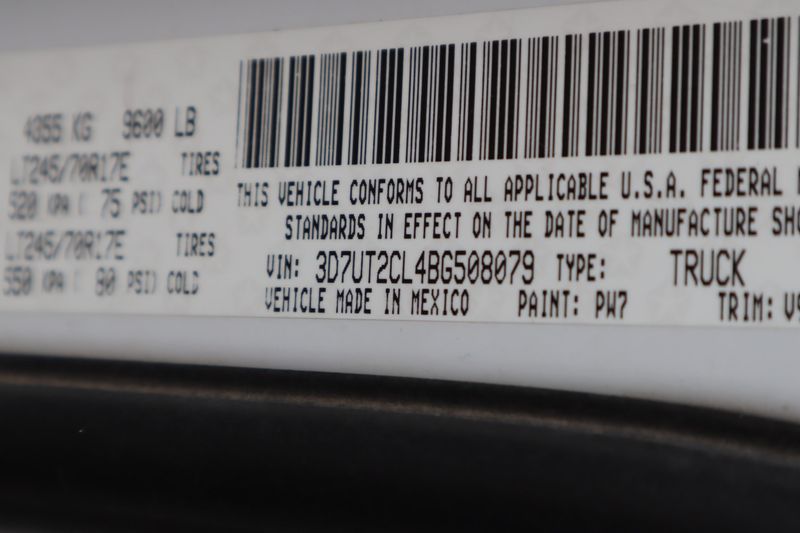 4355 KG 9600 LB
LT245/70R17E TIRES
520 KPA ( 75 PSI) COLD
LT245/70R17E TIRES
550 KPA ( 80 PSI) COLD
THIS VEHICLE CONFORMS TO ALL APPLICABLE U.S.A. FEDERAL
STANDARDS IN EFFECT ON THE DATE OF MANUFACTURE SHO
VIN: 3D7UT2CL4BG508079 TYPE: TRUCK
VEHICLE MADE IN MEXICO PAINT: PW7 TRIM: V9